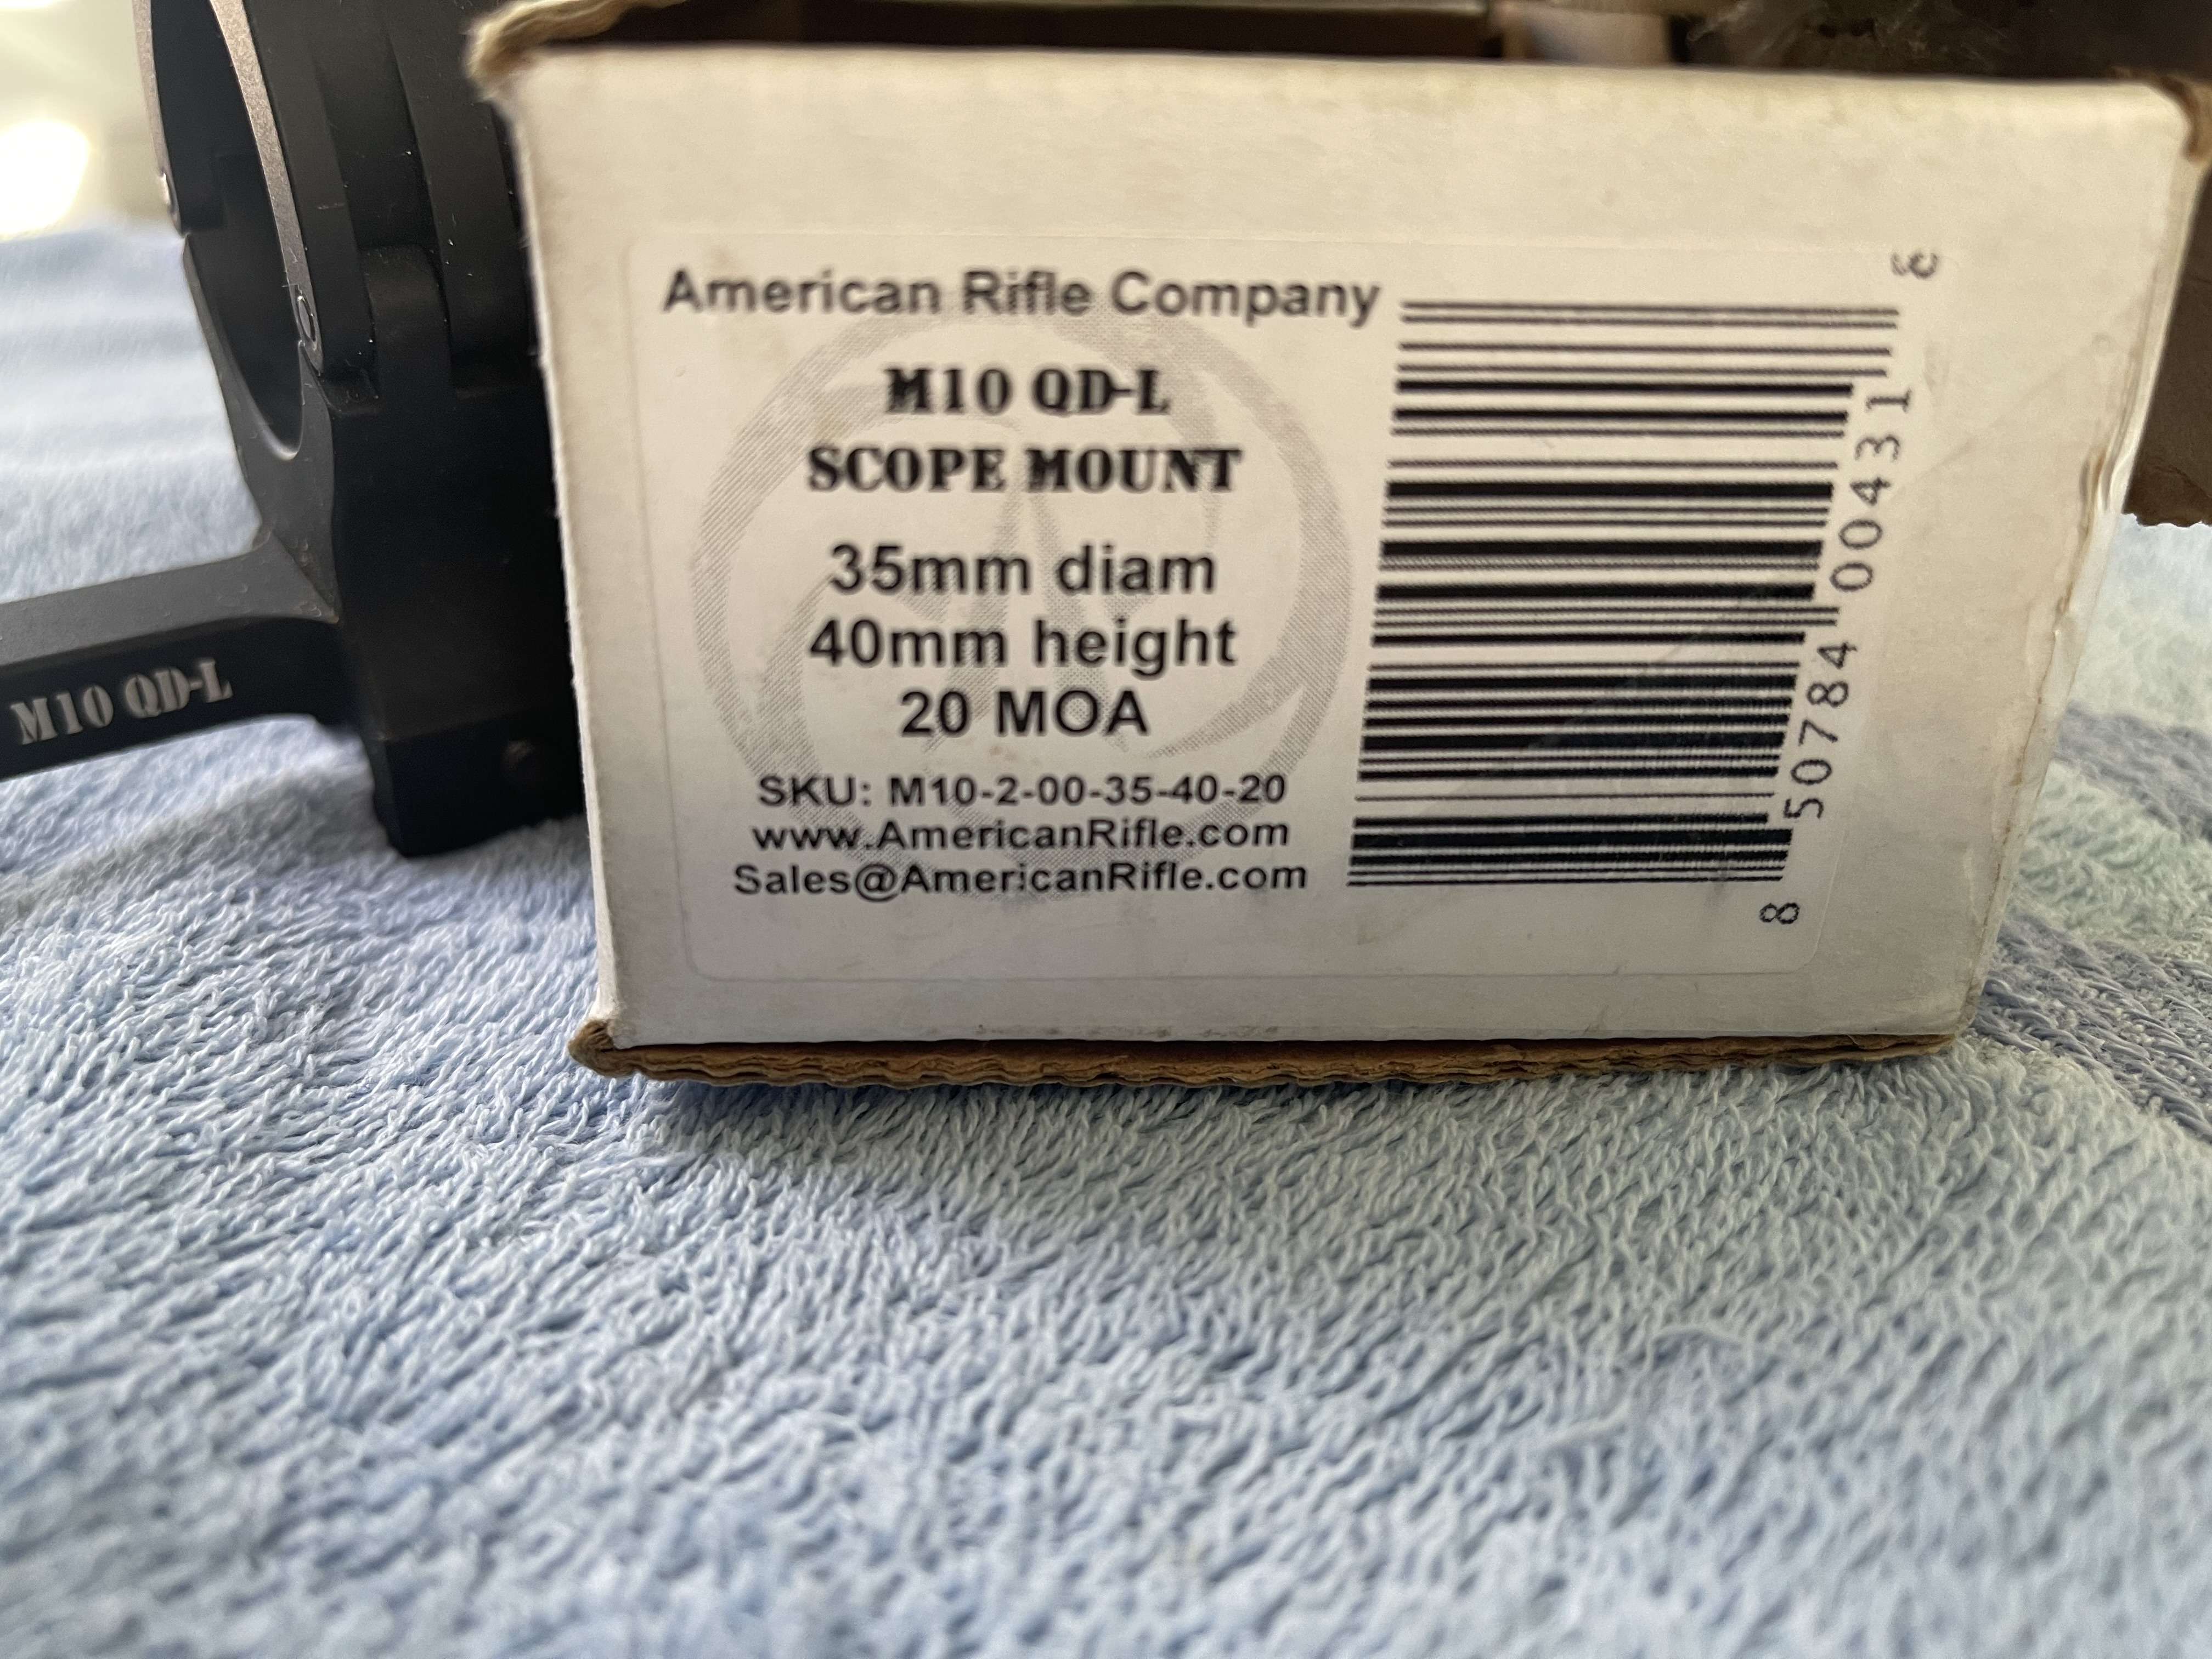 American Rifle Company
M10 QD-L
SCOPE MOUNT
35mm diam
40mm height
20 MOA
SKU: M10-2-00-35-40-20
www.AmericanRifle.com
Sales@AmericanRifle.com
8 50784 00431 3
M10 QD-L